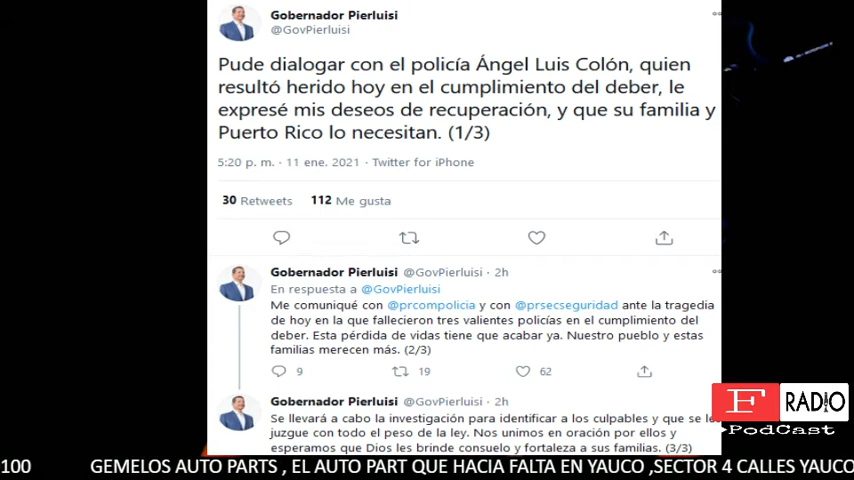 Gobernador Pierluisi
@GovPierluisi
Pude dialogar con el policía Ángel Luis Colón, quien
resultó herido hoy en el cumplimiento del deber, le
expresé mis deseos de recuperación, y que su familia y
Puerto Rico lo necesitan. (1/3)
5:20 p. m. · 11 ene. 2021 · Twitter for iPhone
30 Retweets 112 Me gusta
Gobernador Pierluisi @GovPierluisi · 2h
En respuesta a @GovPierluisi
Me comuniqué con @prcompolicia y con @prsecseguridad ante la tragedia
de hoy en la que fallecieron tres valientes policías en el cumplimiento del
deber. Esta pérdida de vidas tiene que acabar ya. Nuestro pueblo y estas
familias merecen más. (2/3)
9 19 62
Gobernador Pierluisi @GovPierluisi · 2h
Se llevará a cabo la investigación para identificar a los culpables y que se le
juzgue con todo el peso de la ley. Nos unimos en oración por ellos y
esperamos que Dios les brinde consuelo y fortaleza a sus familias. (3/3)
F RADIO
PodCast
100 GEMELOS AUTO PARTS , EL AUTO PART QUE HACIA FALTA EN YAUCO ,SECTOR 4 CALLES YAUCO